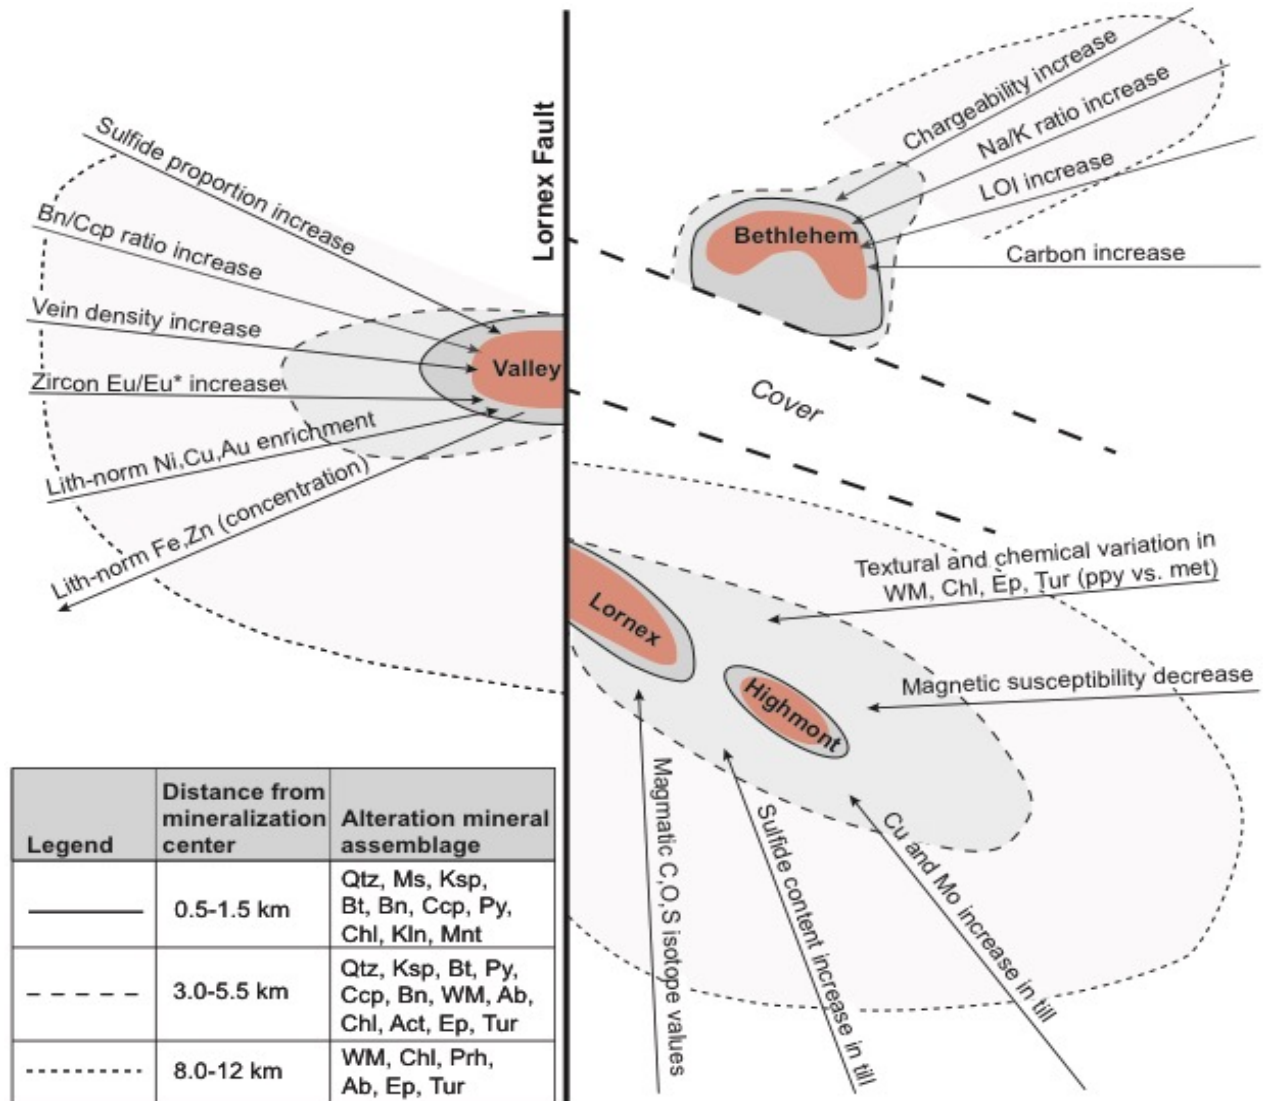 Lornex Fault
Sulfide proportion increase
Bn/Ccp ratio increase
Vein density increase
Zircon Eu/Eu* increase
Lith-norm Ni,Cu,Au enrichment
Lith-norm Fe,Zn (concentration)
Valley
Chargeability increase
Na/K ratio increase
LOI increase
Carbon increase
Bethlehem
Cover
Textural and chemical variation in
WM, Chl, Ep, Tur (ppy vs. met)
Magnetic susceptibility decrease
Lornex
Highmont
Magmatic C,O,S isotope values
Sulfide content increase in till
Cu and Mo increase in till
Legend
Distance from
mineralization
center
Alteration mineral
assemblage
0.5-1.5 km
Qtz, Ms, Ksp,
Bt, Bn, Ccp, Py,
Chl, Kln, Mnt
3.0-5.5 km
Qtz, Ksp, Bt, Py,
Ccp, Bn, WM, Ab,
Chl, Act, Ep, Tur
8.0-12 km
WM, Chl, Prh,
Ab, Ep, Tur